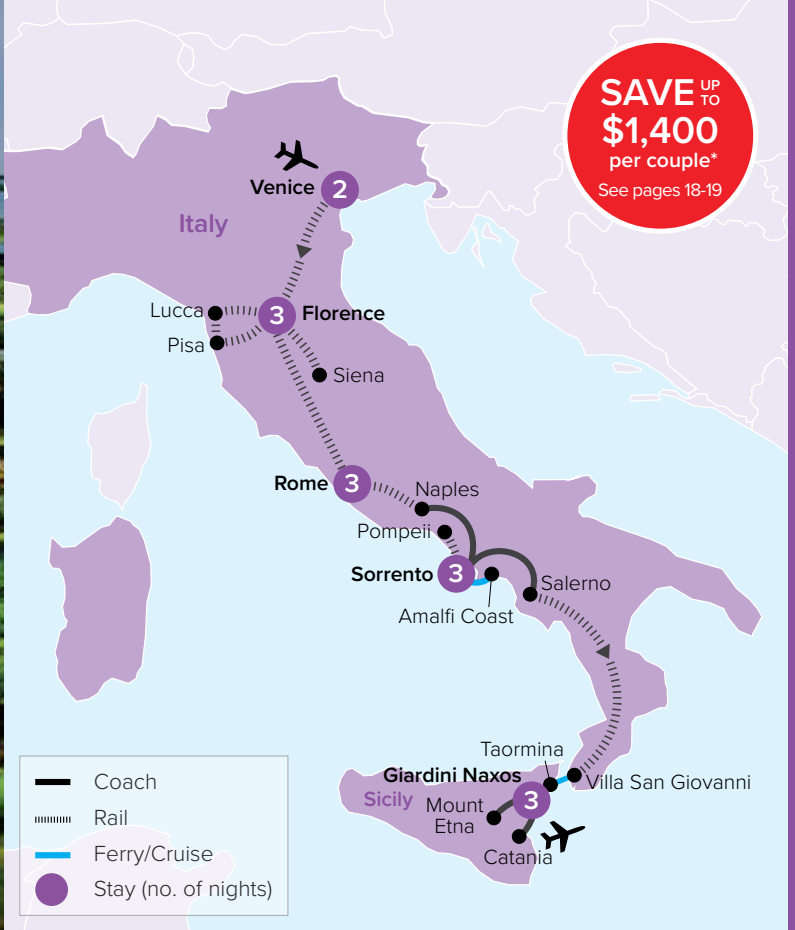 SAVE UP TO
$1,400
per couple*
See pages 18-19
Venice 2
Italy
Lucca
3 Florence
Pisa
Siena
Rome 3
Naples
Pompeii
Sorrento 3
Salerno
Amalfi Coast
Taormina
Giardini Naxos
Villa San Giovanni
Sicily
3
Mount
Etna
Catania
Coach
Rail
Ferry/Cruise
Stay (no. of nights)